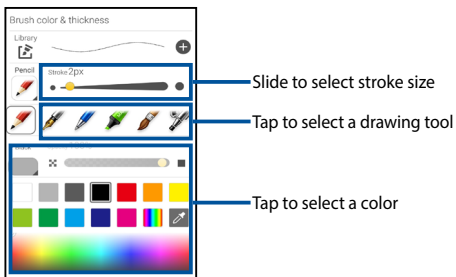 Brush color & thickness
Library
Pencil
Stroke 2px
Slide to select stroke size
Tap to select a drawing tool
Black
Tap to select a color